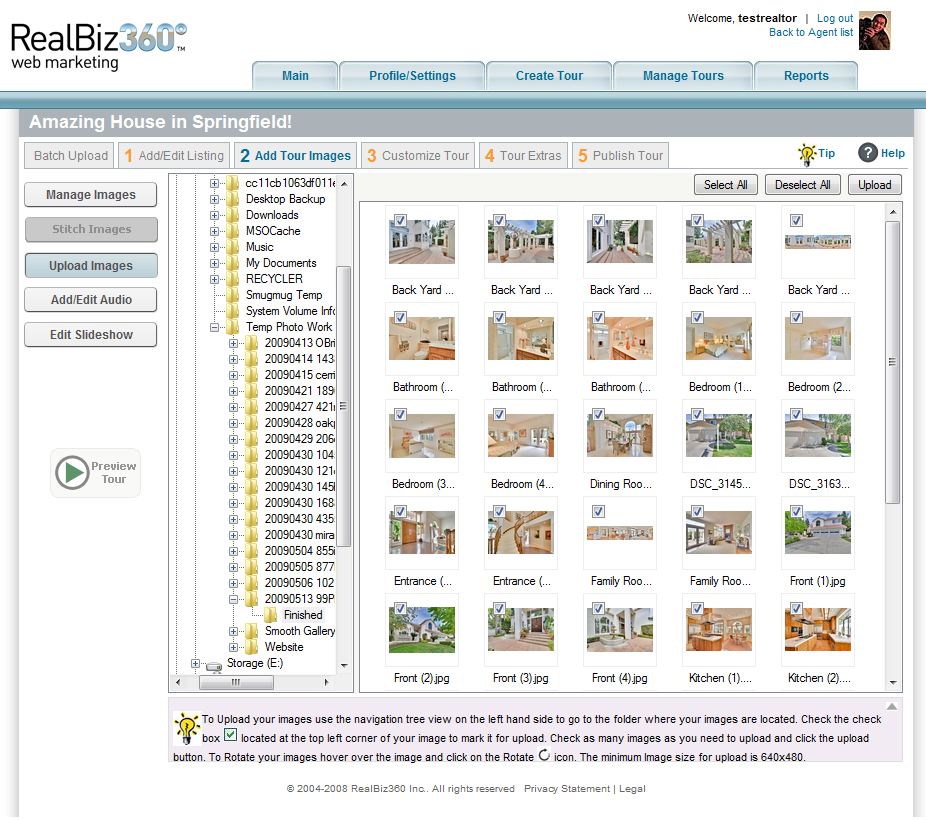 Welcome, testrealtor | Log out
Back to Agent list
RealBiz360°™
web marketing
Main
Profile/Settings
Create Tour
Manage Tours
Reports
Amazing House in Springfield!
Batch Upload
1 Add/Edit Listing
2 Add Tour Images
3 Customize Tour
4 Tour Extras
5 Publish Tour
Tip
? Help
Manage Images
Stitch Images
Upload Images
Add/Edit Audio
Edit Slideshow
Preview
Tour
cc11cb1063df011e
Desktop Backup
Downloads
MSOCache
Music
My Documents
RECYCLER
Smugmug Temp
System Volume Info
Temp Photo Work
20090413 OBri
20090414 143
20090415 cerri
20090421 189
20090427 421
20090428 oak
20090429 206
20090430 104
20090430 121
20090430 145
20090430 168
20090430 435
20090430 mira
20090504 855
20090505 877
20090506 102
20090513 99P
Finished
Smooth Gallery
Website
Storage (E:)
Select All
Deselect All
Upload
Back Yard ...
Back Yard ...
Back Yard ...
Back Yard ...
Back Yard ...
Bathroom (...
Bathroom (...
Bathroom (...
Bedroom (1...
Bedroom (2...
Bedroom (3...
Bedroom (4...
Dining Roo...
DSC_3145...
DSC_3163...
Entrance (...
Entrance (...
Family Roo...
Family Roo...
Front (1).jpg
Front (2).jpg
Front (3).jpg
Front (4).jpg
Kitchen (1)....
Kitchen (2)....
To Upload your images use the navigation tree view on the left hand side to go to the folder where your images are located. Check the check
box located at the top left corner of your image to mark it for upload. Check as many images as you need to upload and click the upload
button. To Rotate your images hover over the image and click on the Rotate icon. The minimum Image size for upload is 640x480.
© 2004-2008 RealBiz360 Inc.. All rights reserved Privacy Statement | Legal